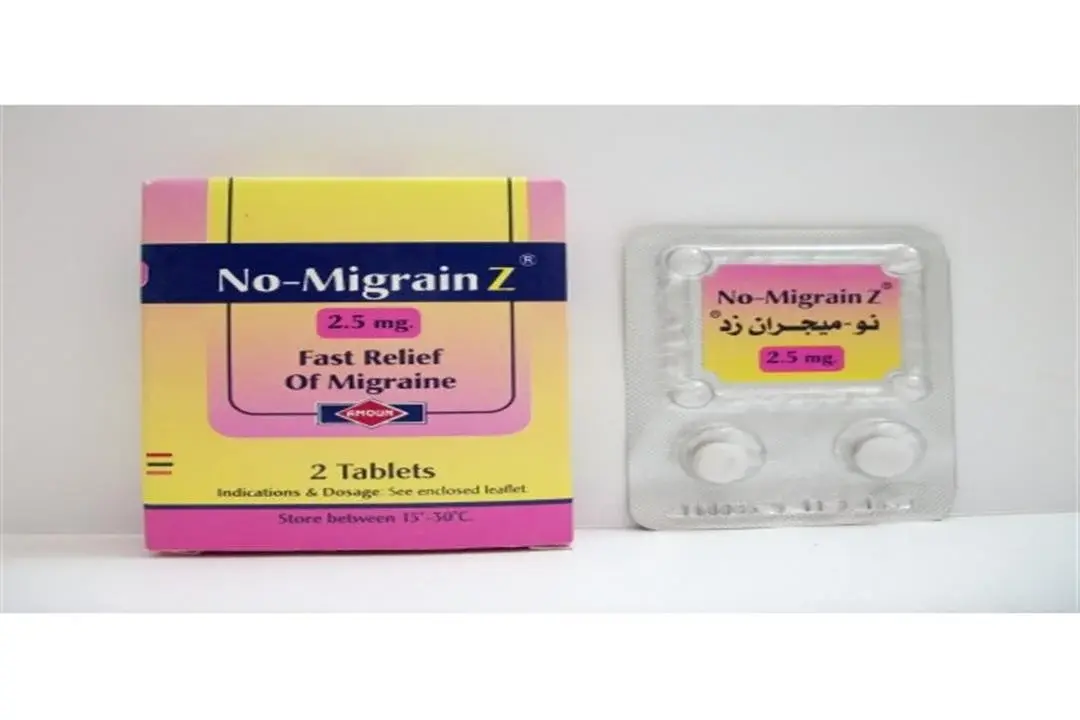 No-Migrain Z®
2.5 mg.
Fast Relief
Of Migraine
AMOUN
2 Tablets
Indications & Dosage: See enclosed leaflet.
Store between 15°-30°C.
No-Migrain Z®
نو-ميجران زد®
2.5 mg.